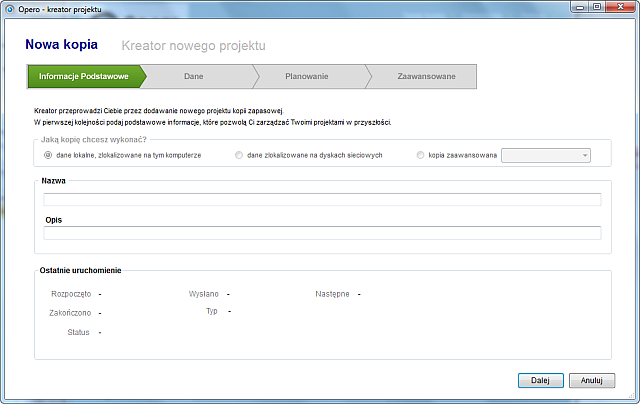 Opero - kreator projektu
Nowa kopia Kreator nowego projektu
Informacje Podstawowe Dane Planowanie Zaawansowane
Kreator przeprowadzi Ciebie przez dodawanie nowego projektu kopii zapasowej.
W pierwszej kolejności podaj podstawowe informacje, które pozwolą Ci zarządzać Twoimi projektami w przyszłości.
Jaką kopię chcesz wykonać?
dane lokalne, zlokalizowane na tym komputerze dane zlokalizowane na dyskach sieciowych kopia zaawansowana
Nazwa
Opis
Ostatnie uruchomienie
Rozpoczęto - Wysłano - Następne -
Zakończono - Typ -
Status -
Dalej Anuluj